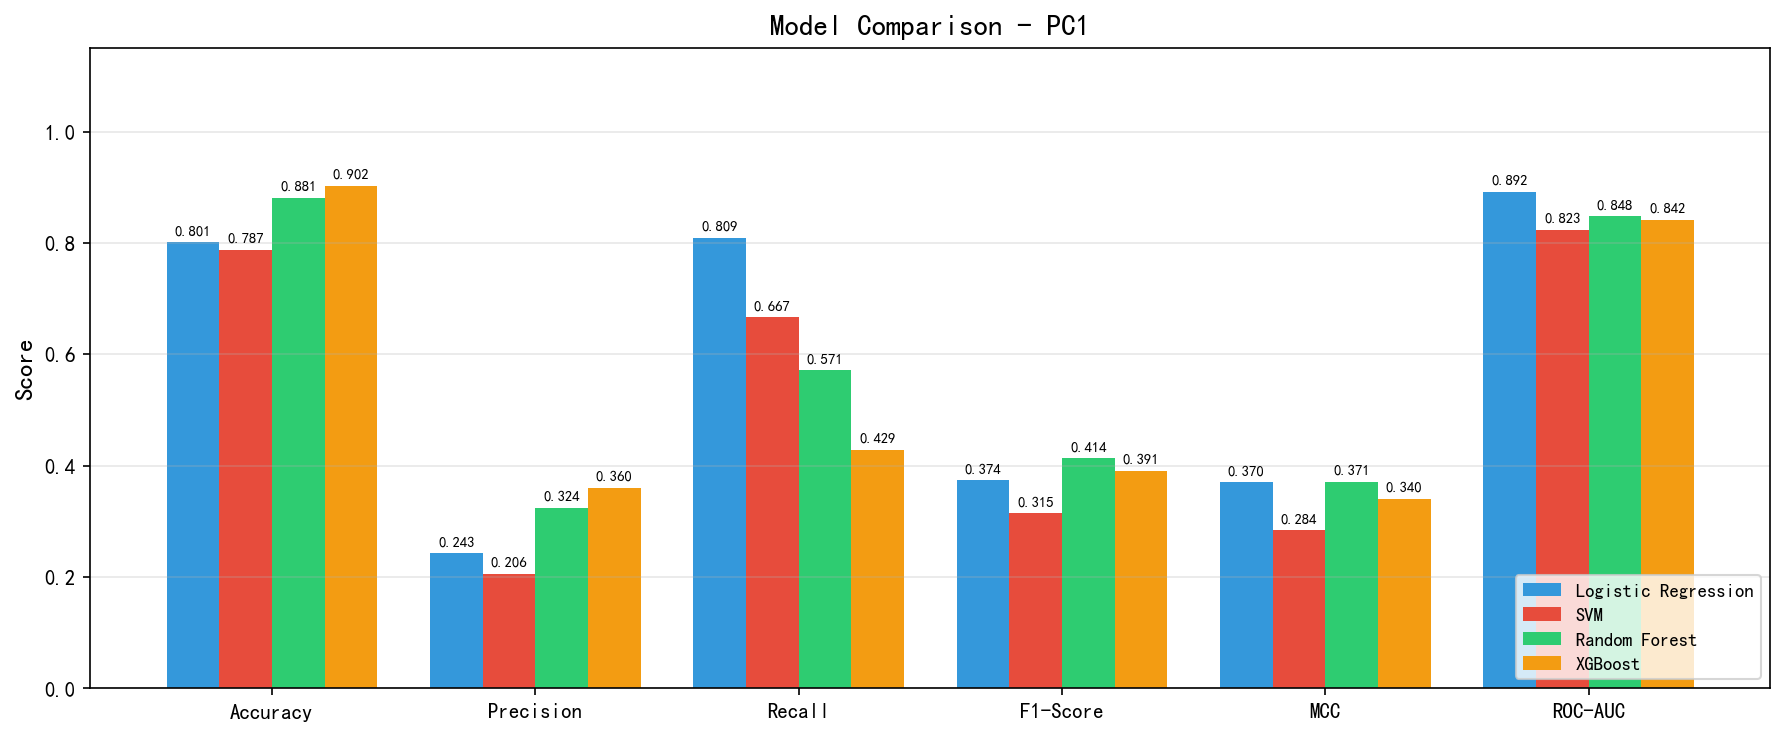 Model Comparison - PC1
Score
1.0
0.8
0.6
0.4
0.2
0.0
0.801
0.787
0.881
0.902
0.243
0.206
0.324
0.360
0.809
0.667
0.571
0.429
0.374
0.315
0.414
0.391
0.370
0.284
0.371
0.340
0.892
0.823
0.848
0.842
Accuracy
Precision
Recall
F1-Score
MCC
ROC-AUC
Logistic Regression
SVM
Random Forest
XGBoost